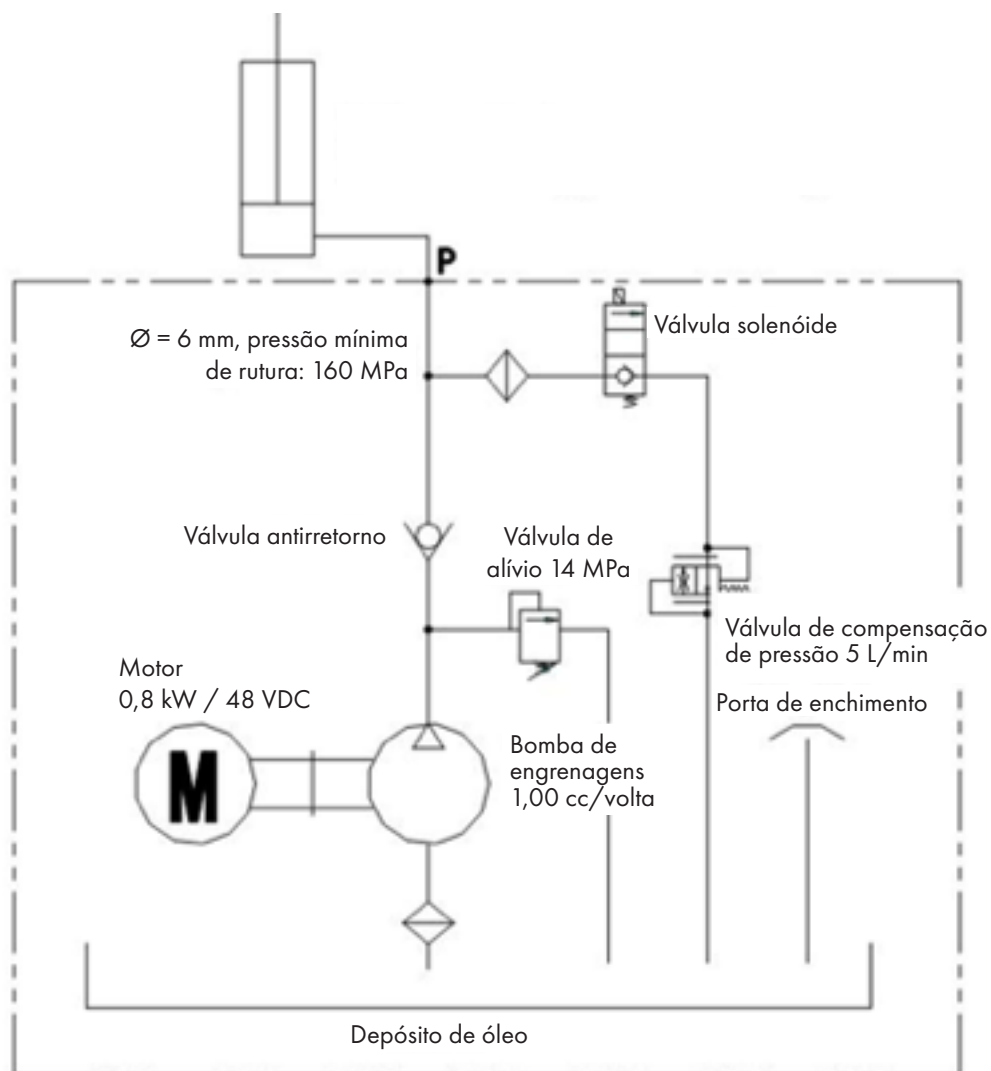 P
Ø = 6 mm, pressão mínima
de rutura: 160 MPa
Válvula solenóide
Válvula antirretorno
Válvula de
alívio 14 MPa
Válvula de compensação
de pressão 5 L/min
Motor
0,8 kW / 48 VDC
Porta de enchimento
M
Bomba de
engrenagens
1,00 cc/volta
Depósito de óleo